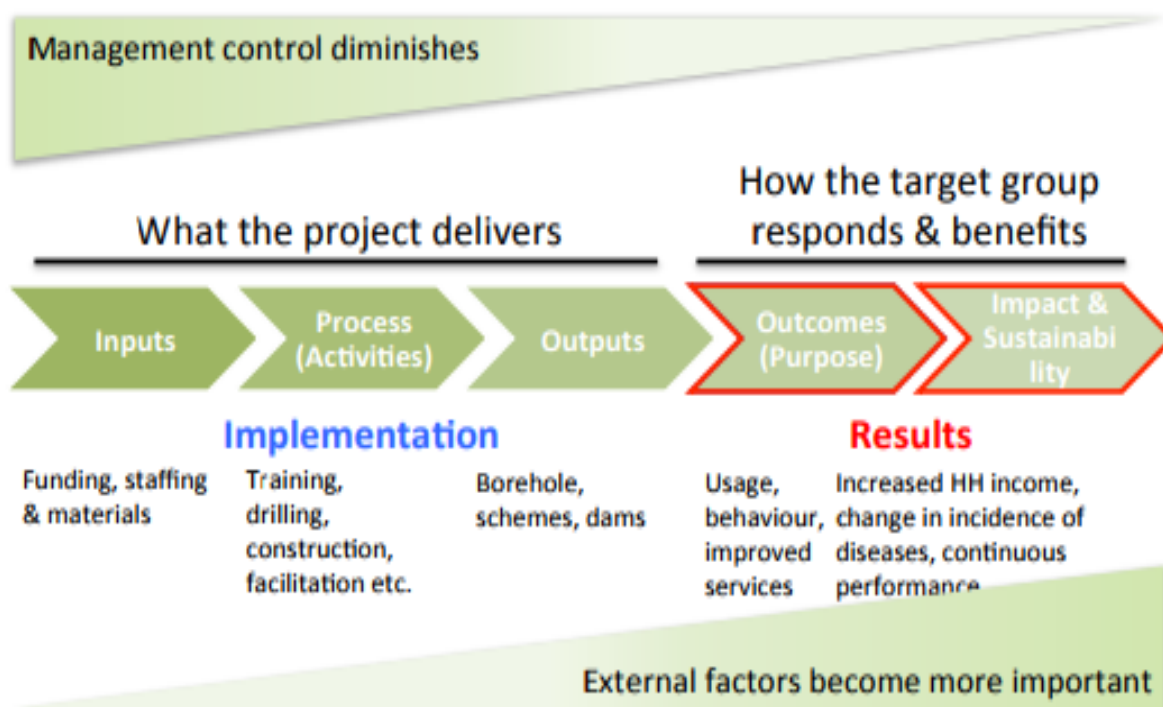 Management control diminishes
What the project delivers
How the target group
responds & benefits
Inputs
Process
(Activities)
Outputs
Outcomes
(Purpose)
Impact &
Sustainabi
lity
Implementation
Results
Funding, staffing
& materials
Training,
drilling,
construction,
facilitation etc.
Borehole,
schemes, dams
Usage,
behaviour,
improved
services
Increased HH income,
change in incidence of
diseases, continuous
performance
External factors become more important